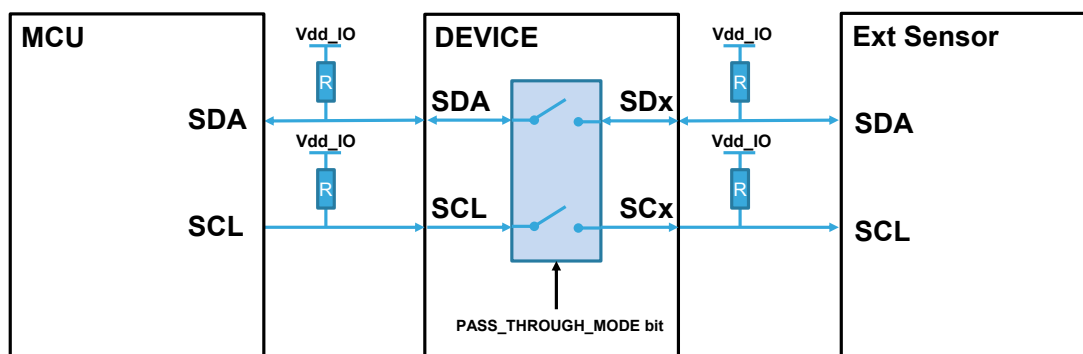 MCU
Vdd_IO
DEVICE
Vdd_IO
Ext Sensor
R
R
SDA
SDA
SDx
SDA
Vdd_IO
Vdd_IO
R
R
SCL
SCL
SCx
SCL
PASS_THROUGH_MODE bit